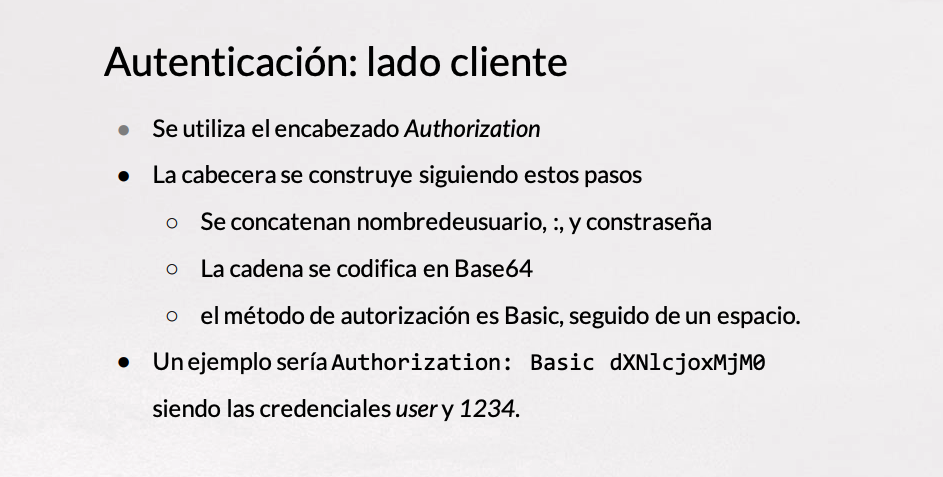 Autenticación: lado cliente
● Se utiliza el encabezado Authorization
● La cabecera se construye siguiendo estos pasos
○ Se concatenan nombredeusuario, :, y constraseña
○ La cadena se codifica en Base64
○ el método de autorización es Basic, seguido de un espacio.
● Un ejemplo sería Authorization: Basic dXNlcjoxMjM0
siendo las credenciales user y 1234.